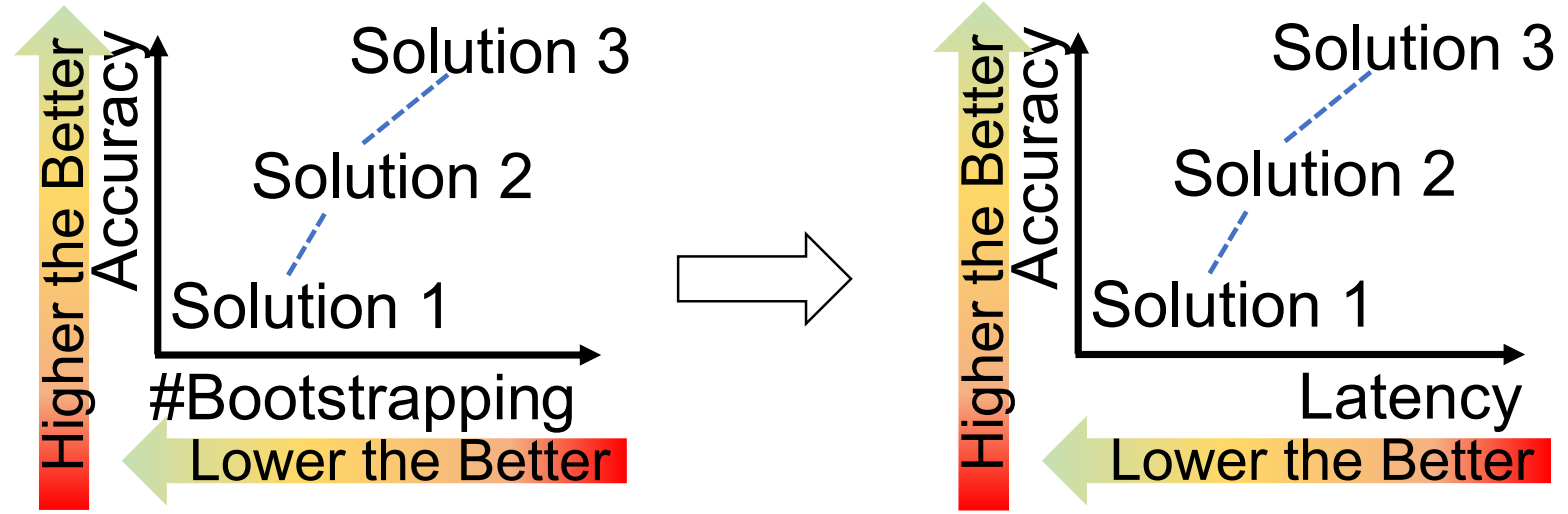 Higher the Better
Accuracy
Solution 3
Solution 2
Solution 1
#Bootstrapping
Lower the Better
Higher the Better
Accuracy
Solution 3
Solution 2
Solution 1
Latency
Lower the Better